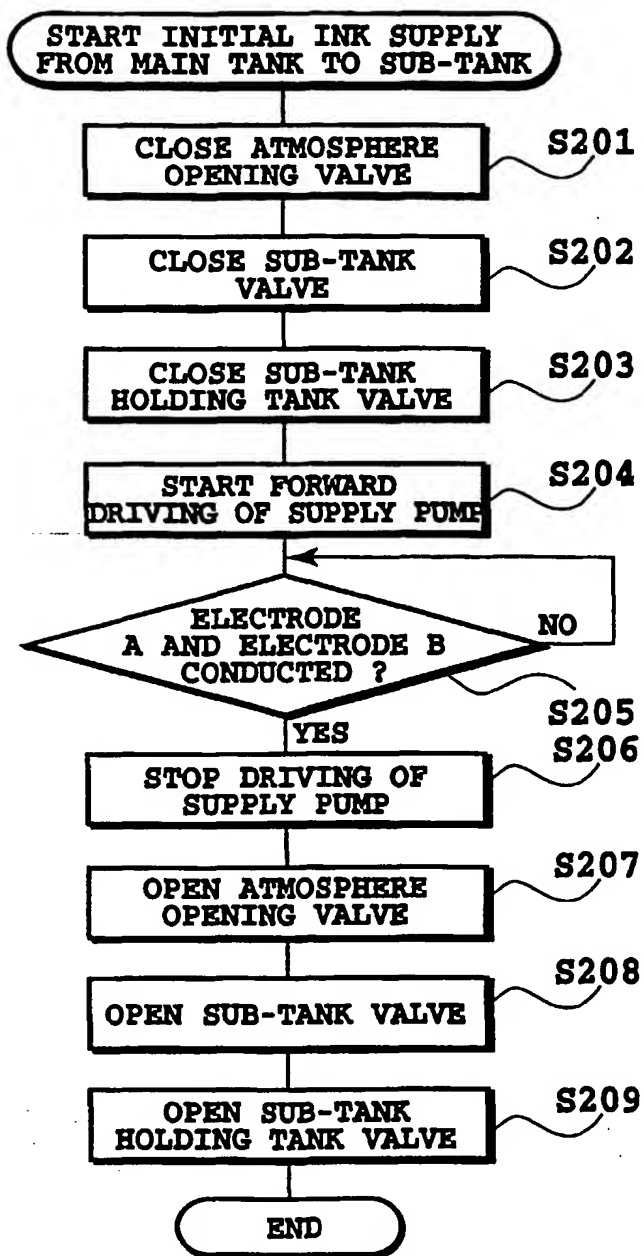 START INITIAL INK SUPPLY
FROM MAIN TANK TO SUB-TANK
CLOSE ATMOSPHERE
OPENING VALVE
S201
CLOSE SUB-TANK
VALVE
S202
CLOSE SUB-TANK
HOLDING TANK VALVE
S203
START FORWARD
DRIVING OF SUPPLY PUMP
S204
ELECTRODE
A AND ELECTRODE B
CONDUCTED ?
NO
S205
YES
STOP DRIVING OF
SUPPLY PUMP
S206
OPEN ATMOSPHERE
OPENING VALVE
S207
OPEN SUB-TANK VALVE
S208
OPEN SUB-TANK
HOLDING TANK VALVE
S209
END